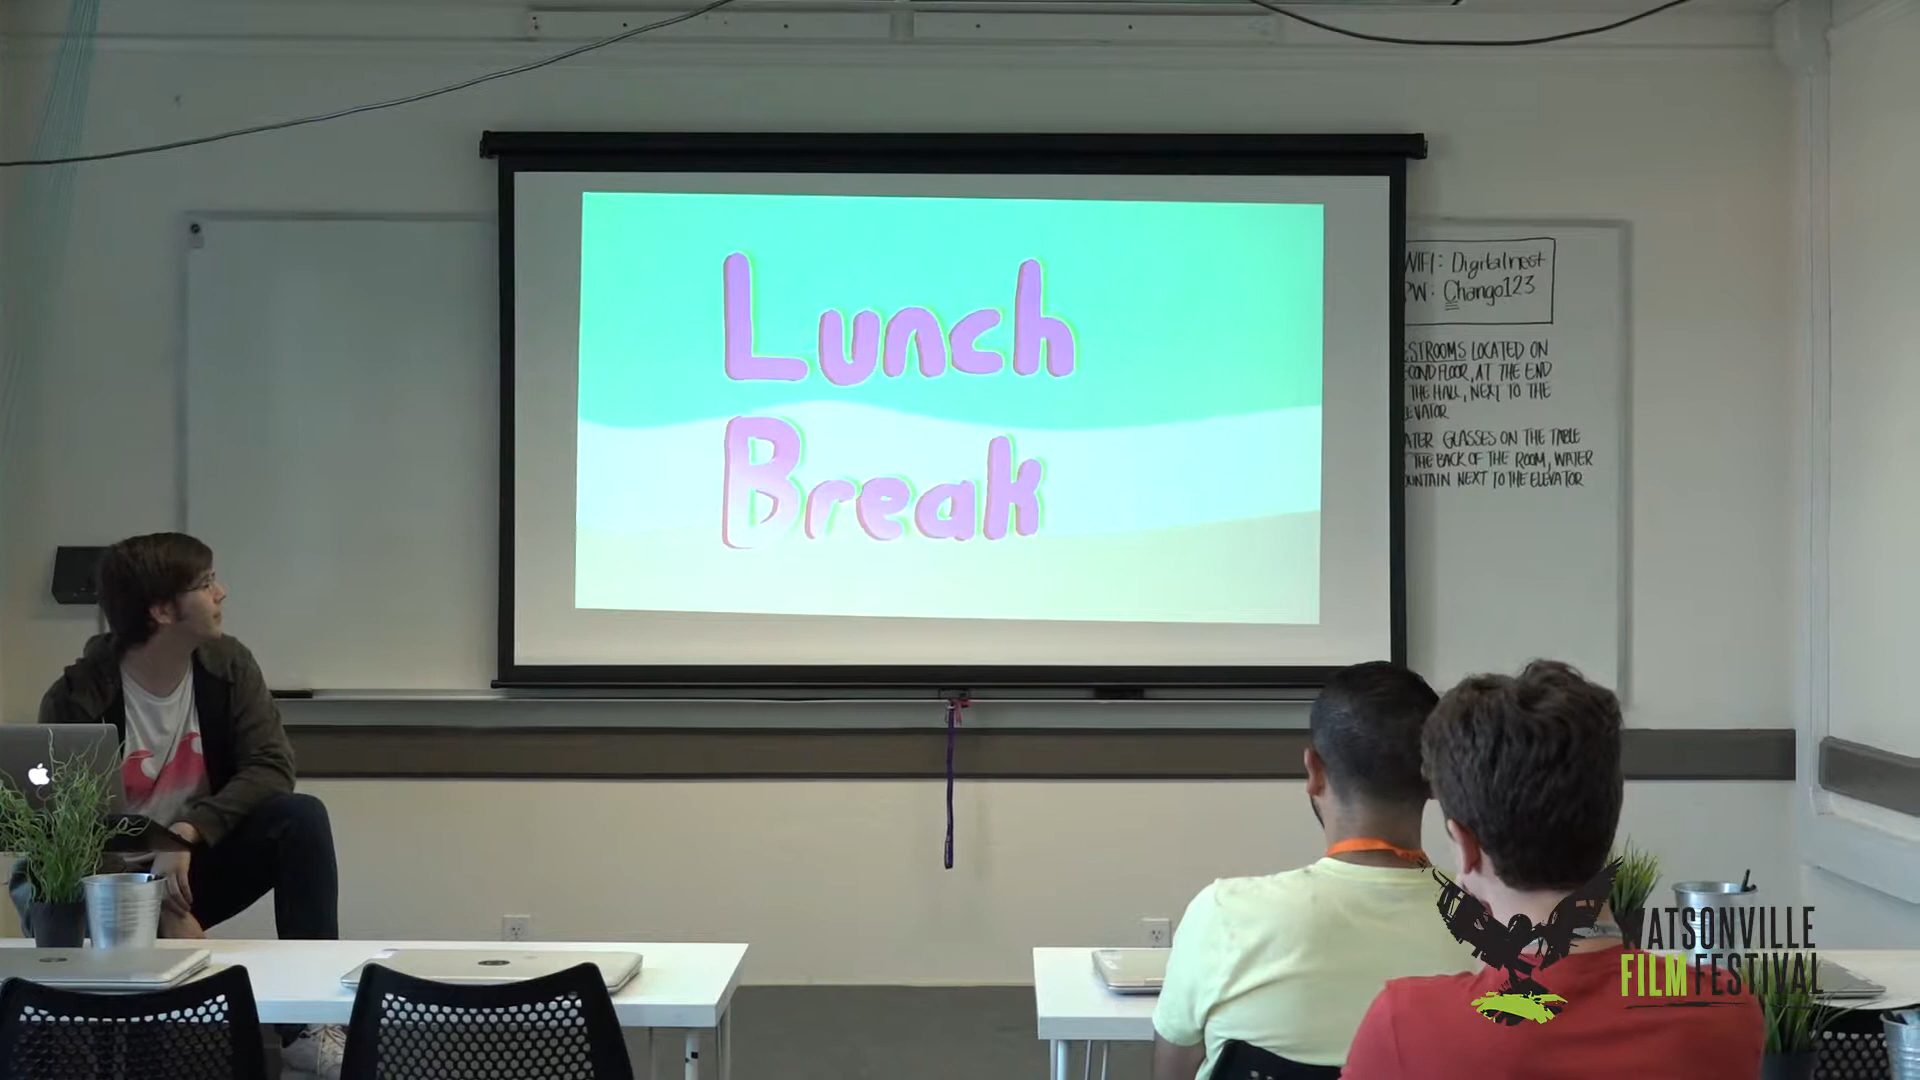 Lunch
Break
WIFI: Digitalnest
PW: Chango123
ESTROOMS LOCATED ON
COND FLOOR, AT THE END
THE HALL, NEXT TO THE
LEVATOR
ATER GLASSES ON THE TABLE
THE BACK OF THE ROOM, WATER
OUNTAIN NEXT TO THE ELEVATOR
WATSONVILLE
FILM FESTIVAL